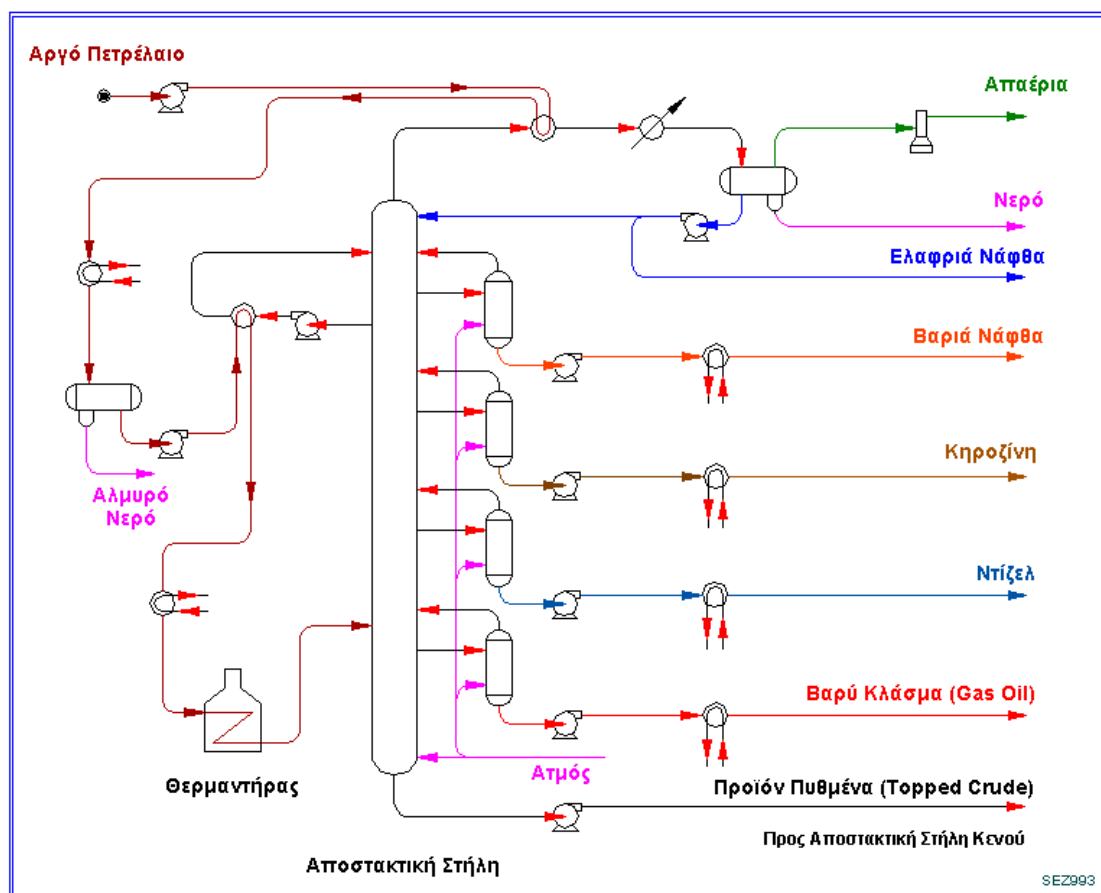 Αργό Πετρέλαιο
Απαέρια
Νερό
Ελαφριά Νάφθα
Βαριά Νάφθα
Κηροζίνη
Αλμυρό
Νερό
Ντίζελ
Βαρύ Κλάσμα (Gas Oil)
Ατμός
Θερμαντήρας
Προϊόν Πυθμένα (Topped Crude)
Προς Αποστακτική Στήλη Κενού
Αποστακτική Στήλη
SEZ993